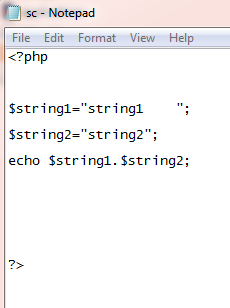 sc - Notepad
File Edit Format View Help
<?php
$string1="string1    ";
$string2="string2";
echo $string1.$string2;
?>